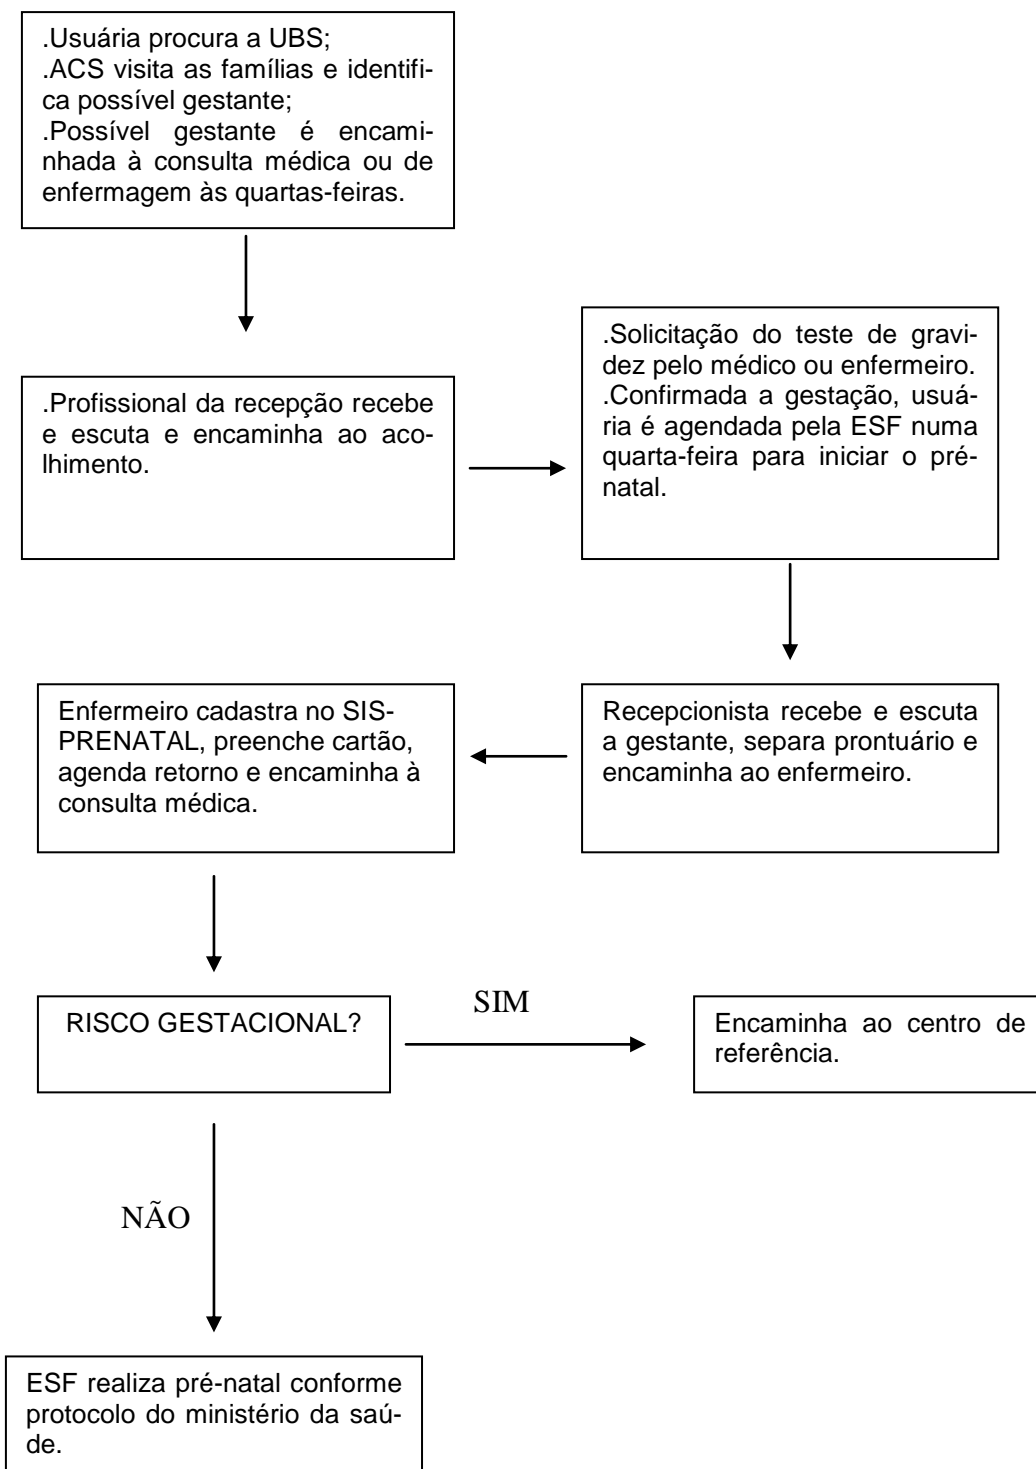 .Usuária procura a UBS;
.ACS visita as famílias e identifi-
ca possível gestante;
.Possível gestante é encami-
nhada à consulta médica ou de
enfermagem às quartas-feiras.
.Profissional da recepção recebe
e escuta e encaminha ao aco-
lhimento.
.Solicitação do teste de gravi-
dez pelo médico ou enfermeiro.
.Confirmada a gestação, usuá-
ria é agendada pela ESF numa
quarta-feira para iniciar o pré-
natal.
Recepcionista recebe e escuta
a gestante, separa prontuário e
encaminha ao enfermeiro.
Enfermeiro cadastra no SIS-
PRENATAL, preenche cartão,
agenda retorno e encaminha à
consulta médica.
RISCO GESTACIONAL?
SIM
Encaminha ao centro de
referência.
NÃO
ESF realiza pré-natal conforme
protocolo do ministério da saú-
de.